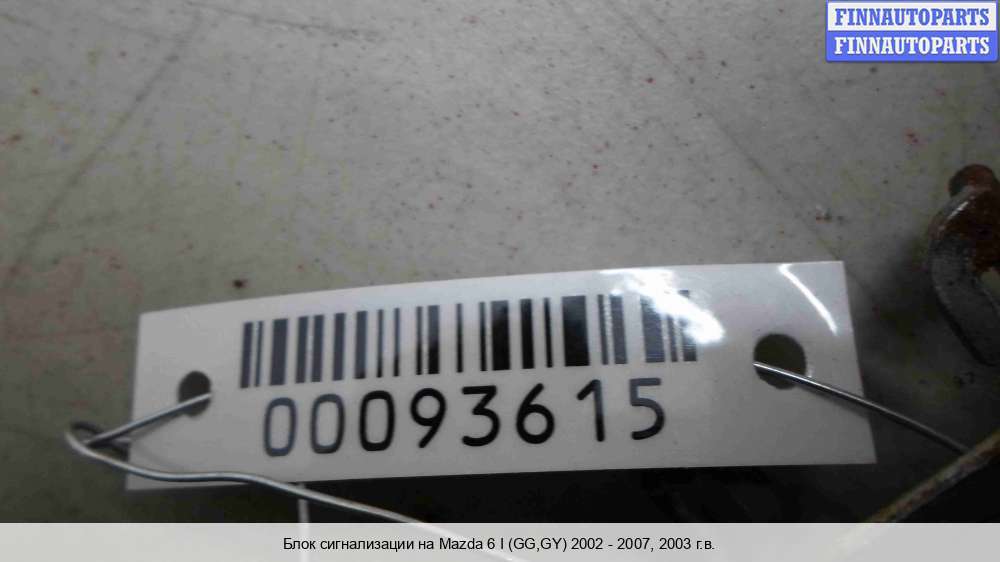 FINNAUTOPARTS
FINNAUTOPARTS
00093615
Блок сигнализации на Mazda 6 I (GG,GY) 2002 - 2007, 2003 г.в.